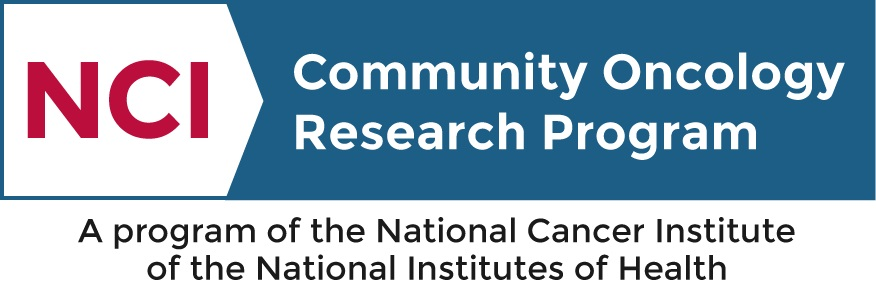 NCI
Community Oncology
Research Program
A program of the National Cancer Institute
of the National Institutes of Health